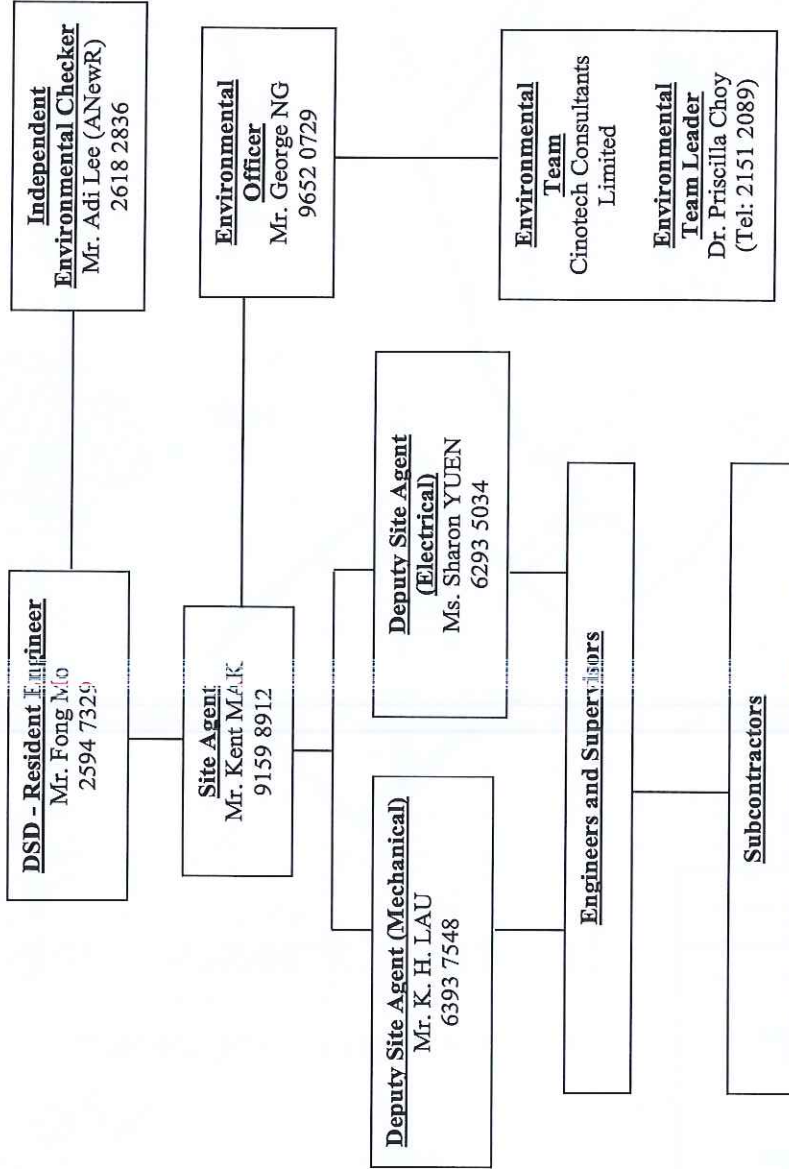 DSD - Resident Engineer
Mr. Fong Mo
2594 7329
Independent
Environmental Checker
Mr. Adi Lee (ANewR)
2618 2836
Site Agent
Mr. Kent MAK
9159 8912
Environmental
Officer
Mr. George NG
9652 0729
Deputy Site Agent (Mechanical)
Mr. K. H. LAU
6393 7548
Deputy Site Agent
(Electrical)
Ms. Sharon YUEN
6293 5034
Environmental
Team
Cinotech Consultants
Limited
Environmental
Team Leader
Dr. Priscilla Choy
(Tel: 2151 2089)
Engineers and Supervisors
Subcontractors